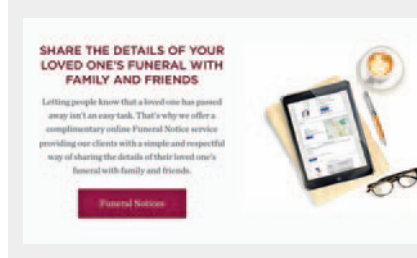 SHARE THE DETAILS OF YOUR
LOVED ONE'S FUNERAL WITH
FAMILY AND FRIENDS
Letting people know that a loved one has passed
away isn't an easy task. That's why we offer a
complimentary online Funeral Notice service
providing our clients with a simple and respectful
way of sharing the details of their loved one's
funeral with family and friends.
Funeral Notices